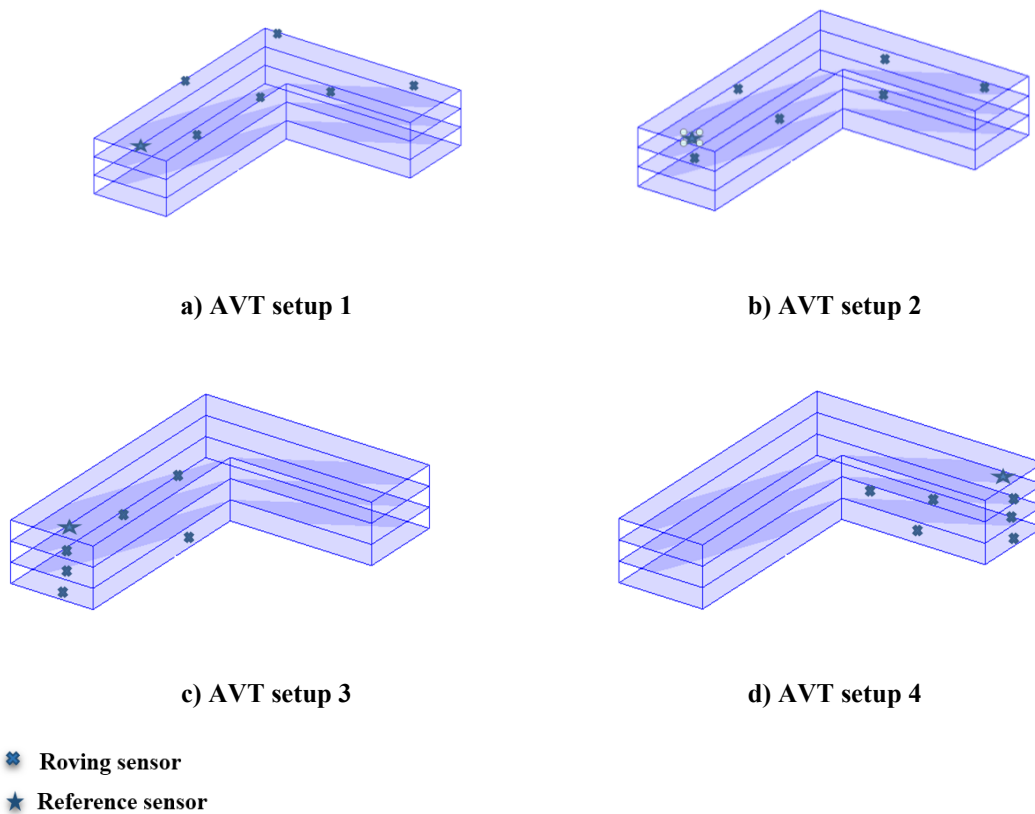 a) AVT setup 1
b) AVT setup 2
c) AVT setup 3
d) AVT setup 4
Roving sensor
Reference sensor